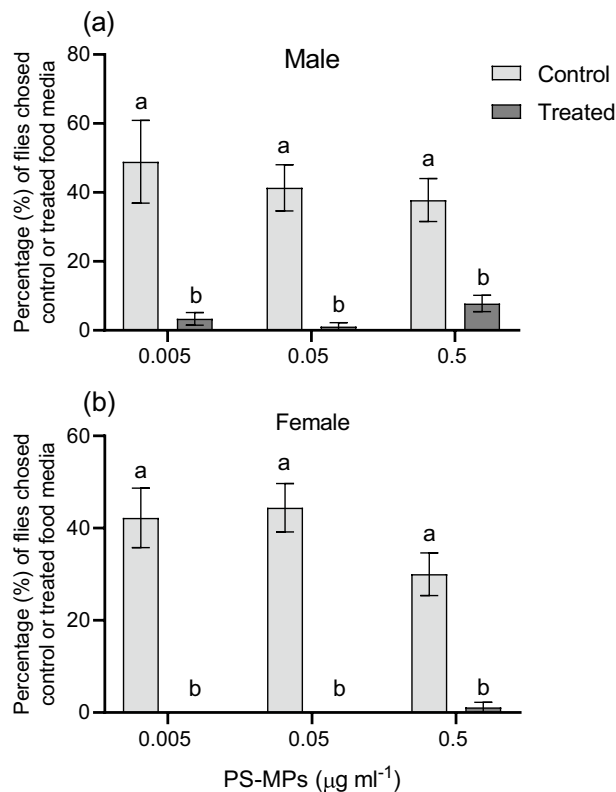 (a)
Male
Control
Treated
Percentage (%) of flies chosed
control or treated food media
80
60
40
20
0
a
b
a
b
a
b
0.005
0.05
0.5
(b)
Female
Percentage (%) of flies chosed
control or treated food media
60
40
20
0
a
b
a
b
a
b
0.005
0.05
0.5
PS-MPs (μg ml⁻¹)